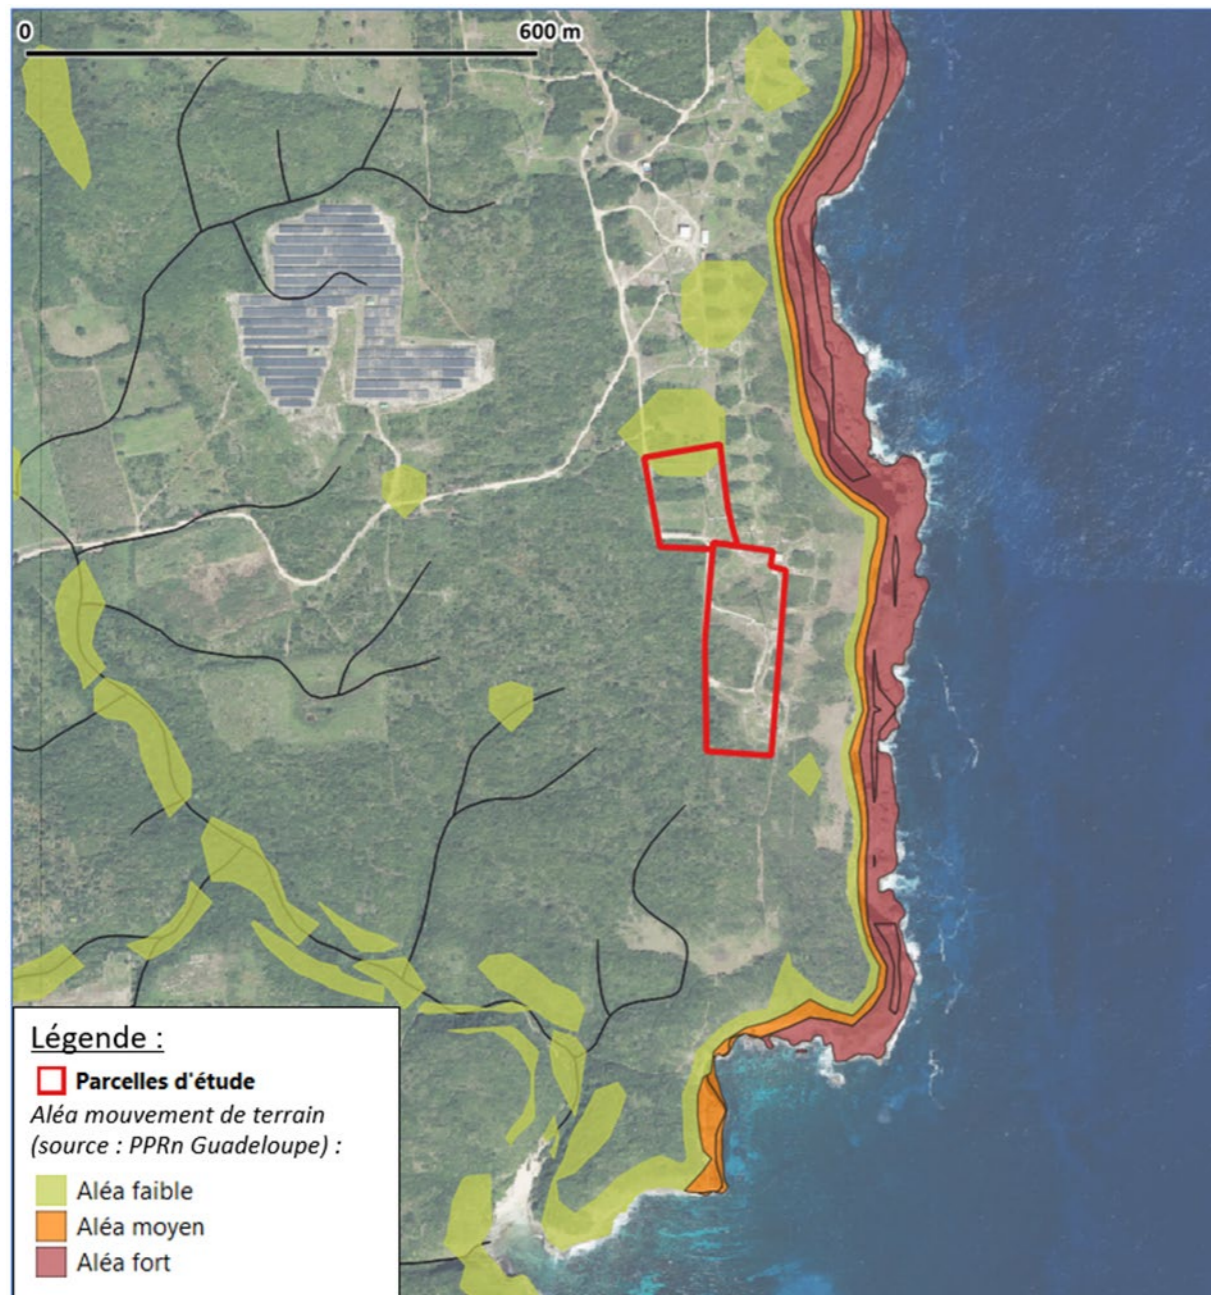 0 600 m
Légende :
Parcelles d'étude
Aléa mouvement de terrain
(source : PPRn Guadeloupe) :
Aléa faible
Aléa moyen
Aléa fort